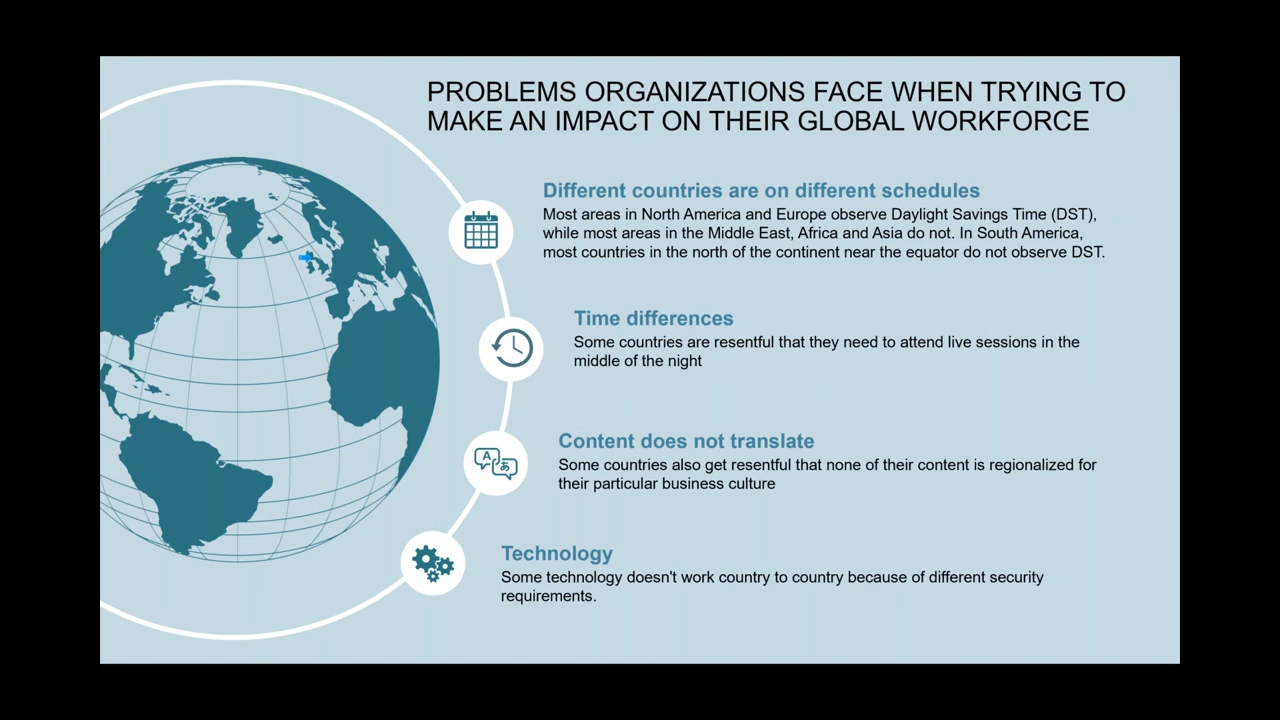 PROBLEMS ORGANIZATIONS FACE WHEN TRYING TO
MAKE AN IMPACT ON THEIR GLOBAL WORKFORCE
Different countries are on different schedules
Most areas in North America and Europe observe Daylight Savings Time (DST),
while most areas in the Middle East, Africa and Asia do not. In South America,
most countries in the north of the continent near the equator do not observe DST.
Time differences
Some countries are resentful that they need to attend live sessions in the
middle of the night
A あ
Content does not translate
Some countries also get resentful that none of their content is regionalized for
their particular business culture
Technology
Some technology doesn't work country to country because of different security
requirements.